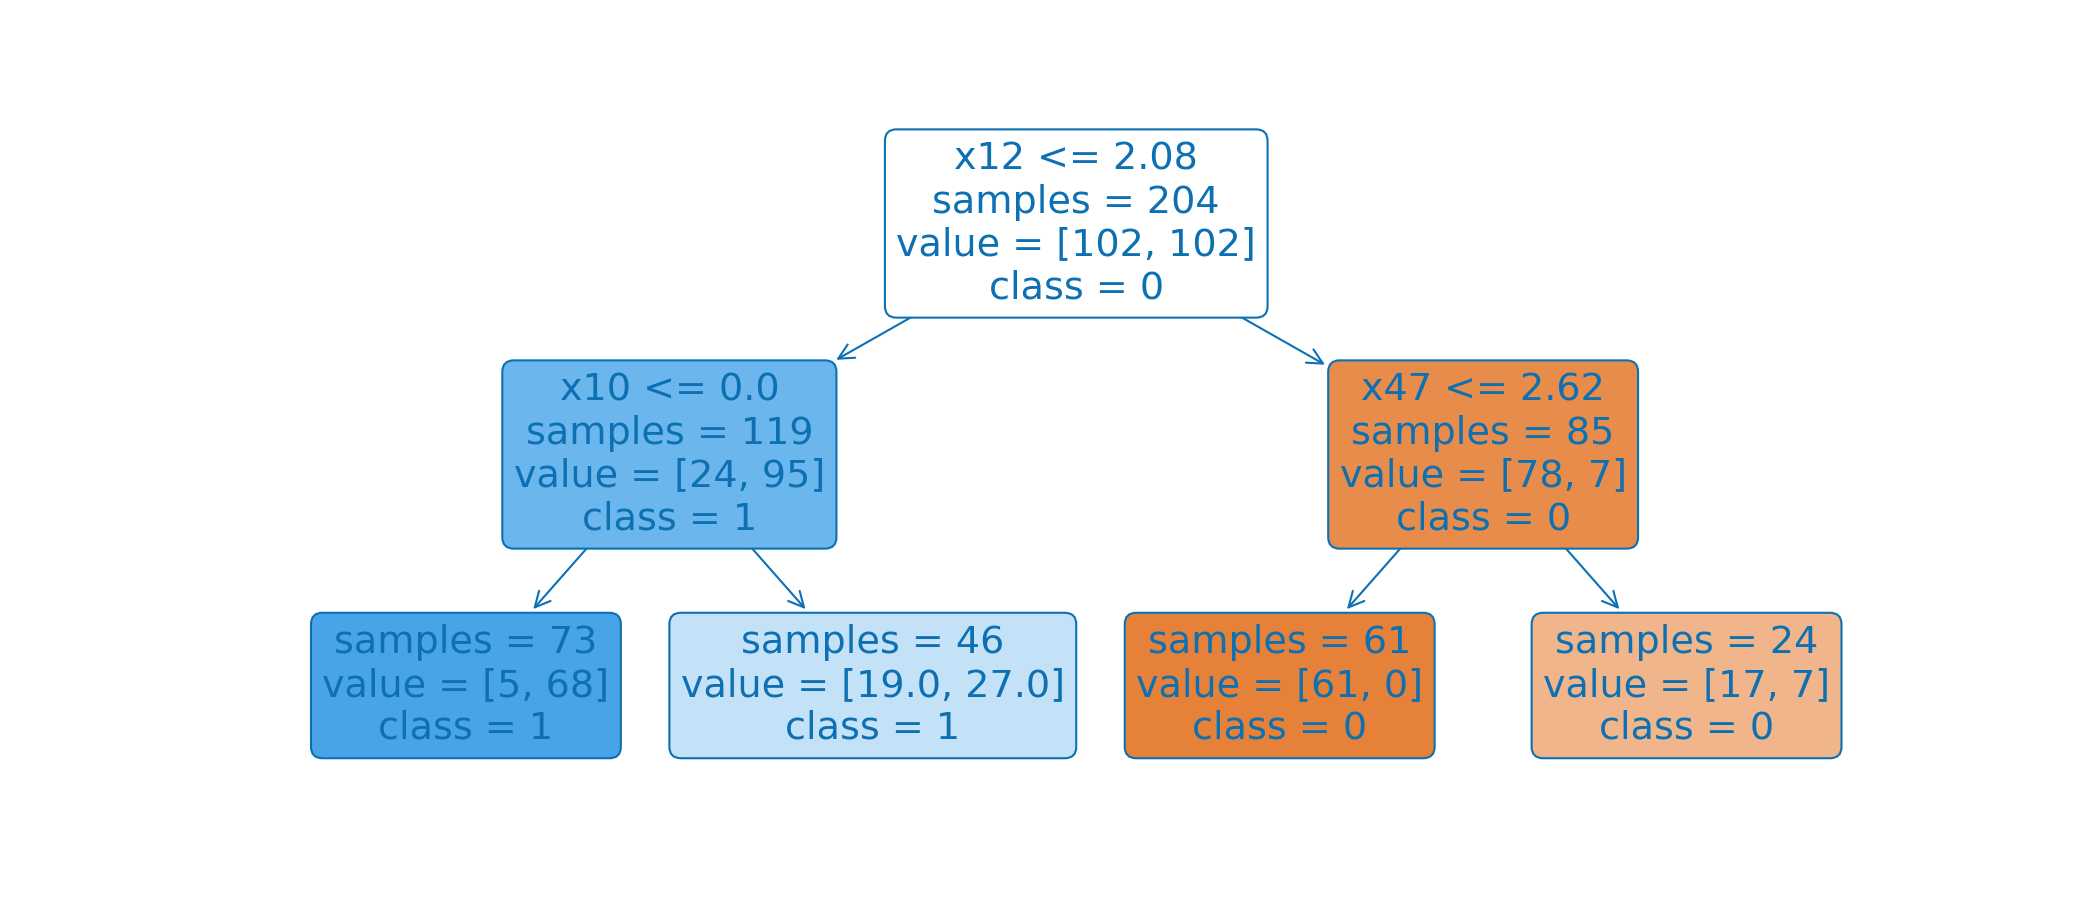 x12 <= 2.08
samples = 204
value = [102, 102]
class = 0
x10 <= 0.0
samples = 119
value = [24, 95]
class = 1
x47 <= 2.62
samples = 85
value = [78, 7]
class = 0
samples = 73
value = [5, 68]
class = 1
samples = 46
value = [19.0, 27.0]
class = 1
samples = 61
value = [61, 0]
class = 0
samples = 24
value = [17, 7]
class = 0